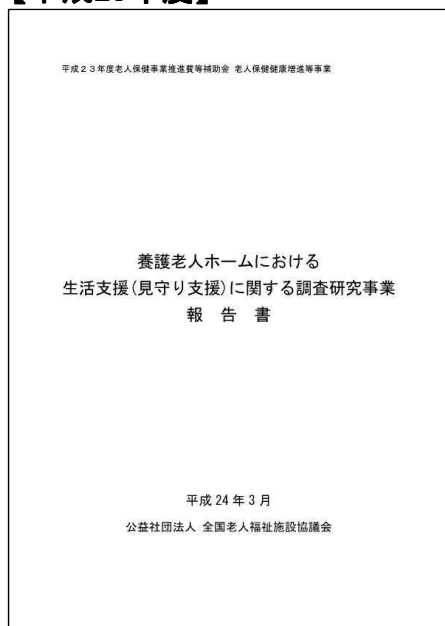 平成23年度老人保健事業推進費等補助金 老人保健健康増進等事業
養護老人ホームにおける
生活支援(見守り支援)に関する調査研究事業
報 告 書
平成24年3月
公益社団法人 全国老人福祉施設協議会